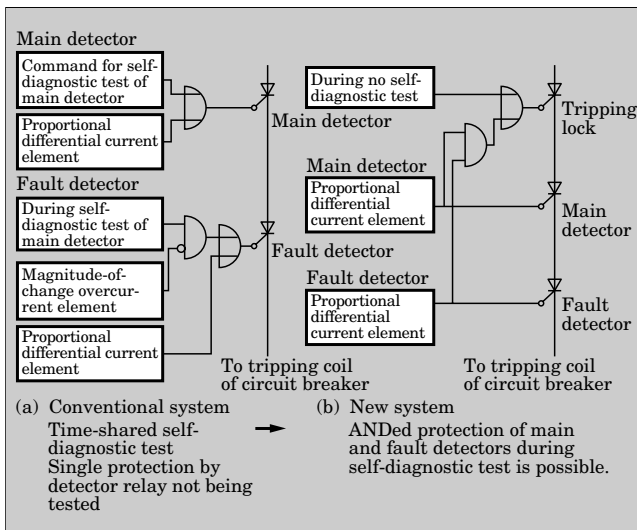 Main detector
Command for self-
diagnostic test of
main detector
Proportional
differential current
element
Main detector
Fault detector
During self-
diagnostic test of
main detector
Magnitude-of-
change overcur-
rent element
Proportional
differential current
element
Fault detector
To tripping coil
of circuit breaker
(a) Conventional system
Time-shared self-
diagnostic test
Single protection by
detector relay not being
tested
During no self-
diagnostic test
Tripping
lock
Main detector
Proportional
differential
current element
Main
detector
Fault detector
Proportional
differential
current element
Fault
detector
To tripping coil
of circuit breaker
(b) New system
ANDed protection of main
and fault detectors during
self-diagnostic test is possible.